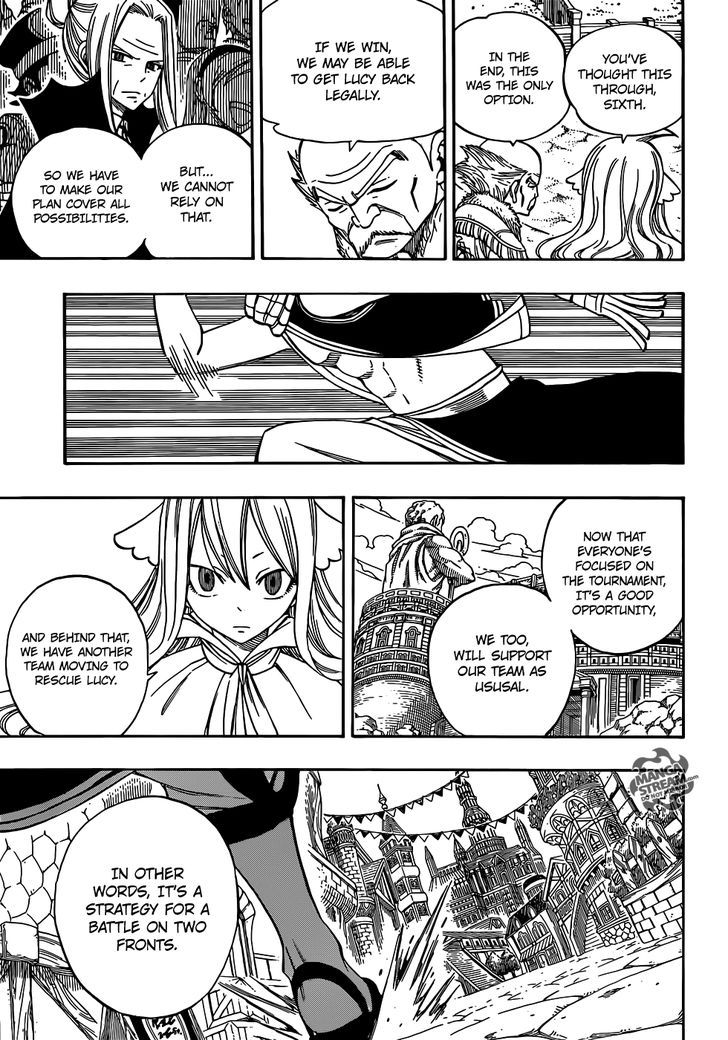 YOU'VE
THOUGHT THIS
THROUGH,
SIXTH.
IN THE
END, THIS
WAS THE ONLY
OPTION.
IF WE WIN,
WE MAY BE ABLE
TO GET LUCY BACK
LEGALLY.
BUT...
WE CANNOT
RELY ON
THAT.
SO WE HAVE
TO MAKE OUR
PLAN COVER ALL
POSSIBILITIES.
NOW THAT
EVERYONE'S
FOCUSED ON
THE TOURNAMENT,
IT'S A GOOD
OPPORTUNITY,
WE TOO,
WILL SUPPORT
OUR TEAM AS
USUSAL.
AND BEHIND THAT,
WE HAVE ANOTHER
TEAM MOVING TO
RESCUE LUCY.
MANGA
STREAM
IN OTHER
WORDS, IT'S A
STRATEGY FOR A
BATTLE ON TWO
FRONTS.